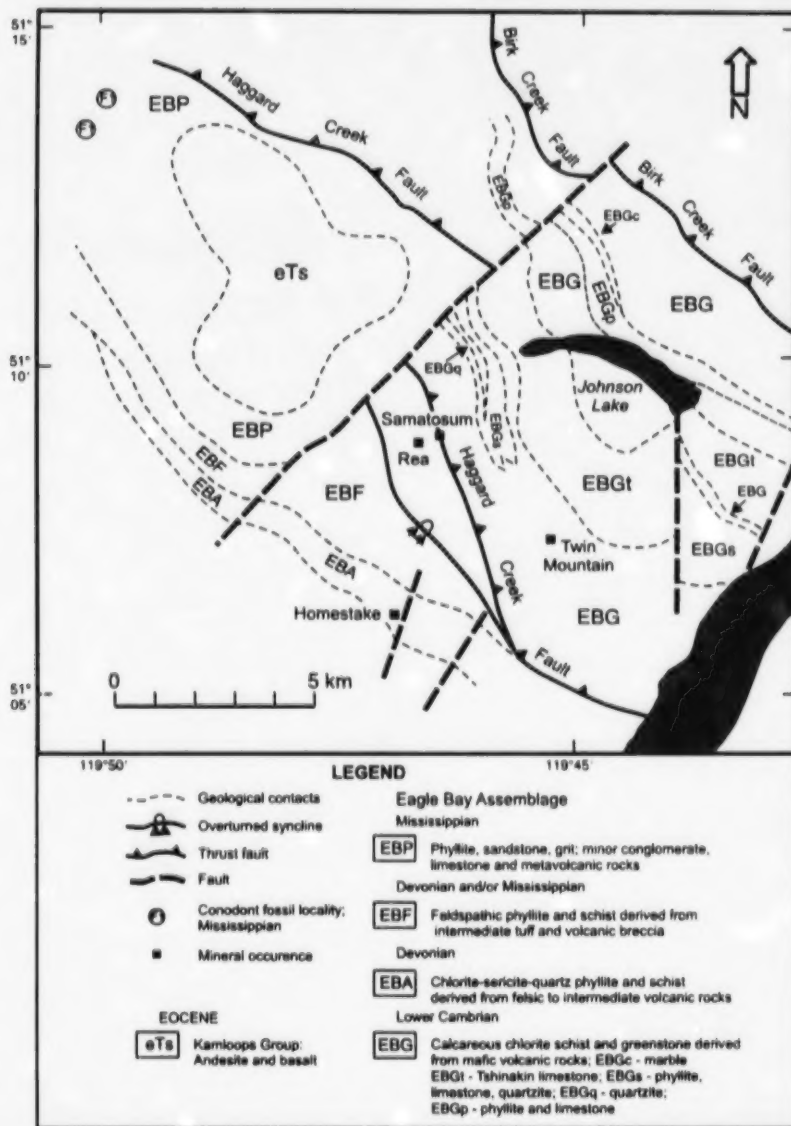 51°
15'
Birk
Creek
Fault
N
EBP
Haggard
Creek
Fault
EBGp
Birk
Creek
Fault
EBGc
eTs
EBG
EBGp
EBG
51°
10'
EBGq
Johnson
Lake
Samatosum
EBP
EBGs
Rea
Haggard
EBF
EBF
EBGt
EBGt
EBA
EBG
Twin
Mountain
EBGs
EBA
Creek
Homestake
EBG
0
5 km
Fault
51°
05'
119°50'
119°45'
LEGEND
Geological contacts
Overturned syncline
Thrust fault
Fault
Conodont fossil locality;
Mississippian
Mineral occurence
EOCENE
eTs
Kamloops Group:
Andesite and basalt
Eagle Bay Assemblage
Mississippian
EBP
Phyllite, sandstone, grit; minor conglomerate,
limestone and metavolcanic rocks
Devonian and/or Mississippian
EBF
Feldspathic phyllite and schist derived from
intermediate tuff and volcanic breccia
Devonian
EBA
Chlorite-sericite-quartz phyllite and schist
derived from felsic to intermediate volcanic rocks
Lower Cambrian
EBG
Calcareous chlorite schist and greenstone derived
from mafic volcanic rocks; EBGc - marble
EBGt - Tshinakin limestone; EBGs - phyllite,
limestone, quartzite; EBGq - quartzite;
EBGp - phyllite and limestone